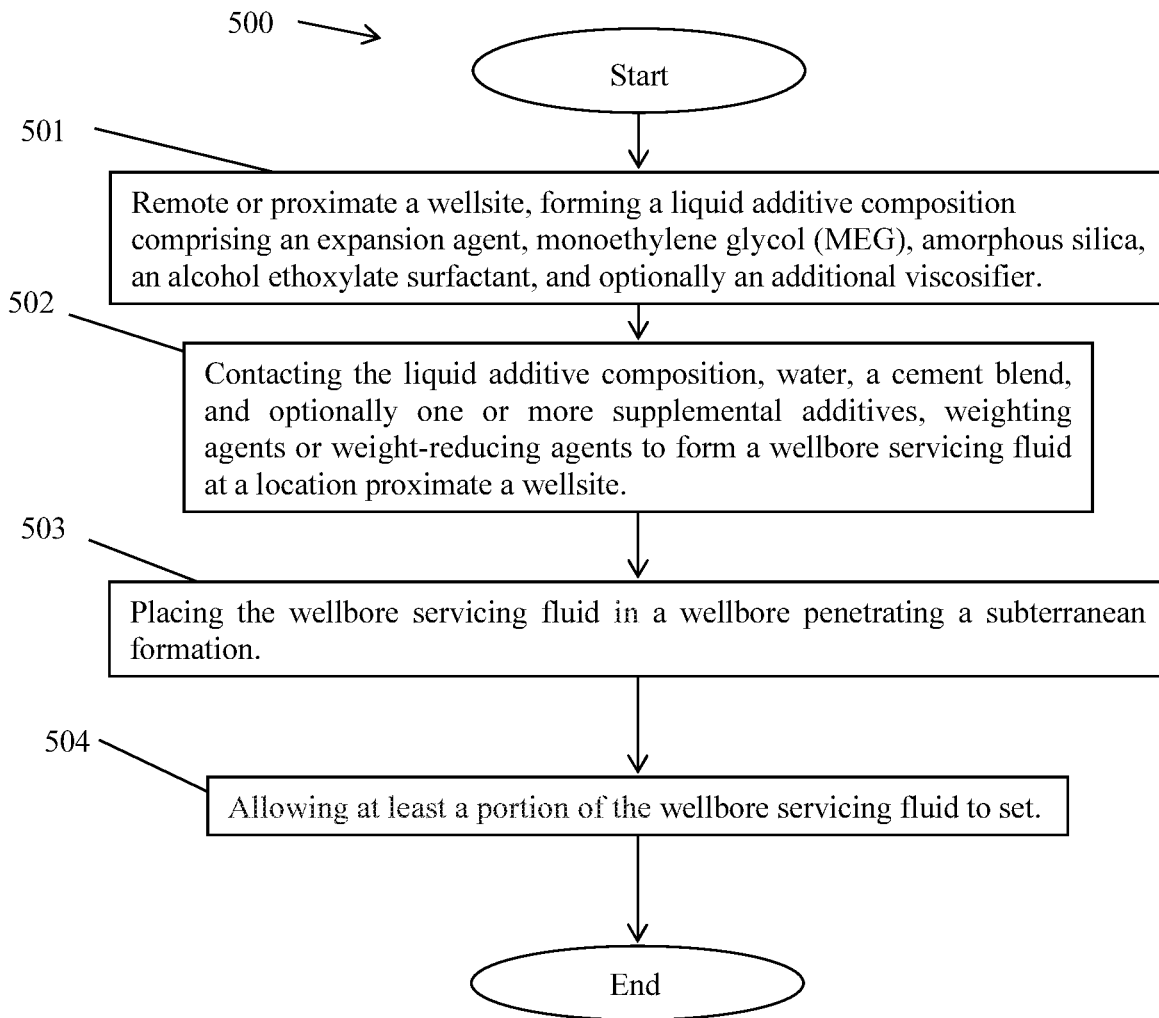 500
Start
501
Remote or proximate a wellsite, forming a liquid additive composition
comprising an expansion agent, monoethylene glycol (MEG), amorphous silica,
an alcohol ethoxylate surfactant, and optionally an additional viscosifier.
502
Contacting the liquid additive composition, water, a cement blend,
and optionally one or more supplemental additives, weighting
agents or weight-reducing agents to form a wellbore servicing fluid
at a location proximate a wellsite.
503
Placing the wellbore servicing fluid in a wellbore penetrating a subterranean
formation.
504
Allowing at least a portion of the wellbore servicing fluid to set.
End